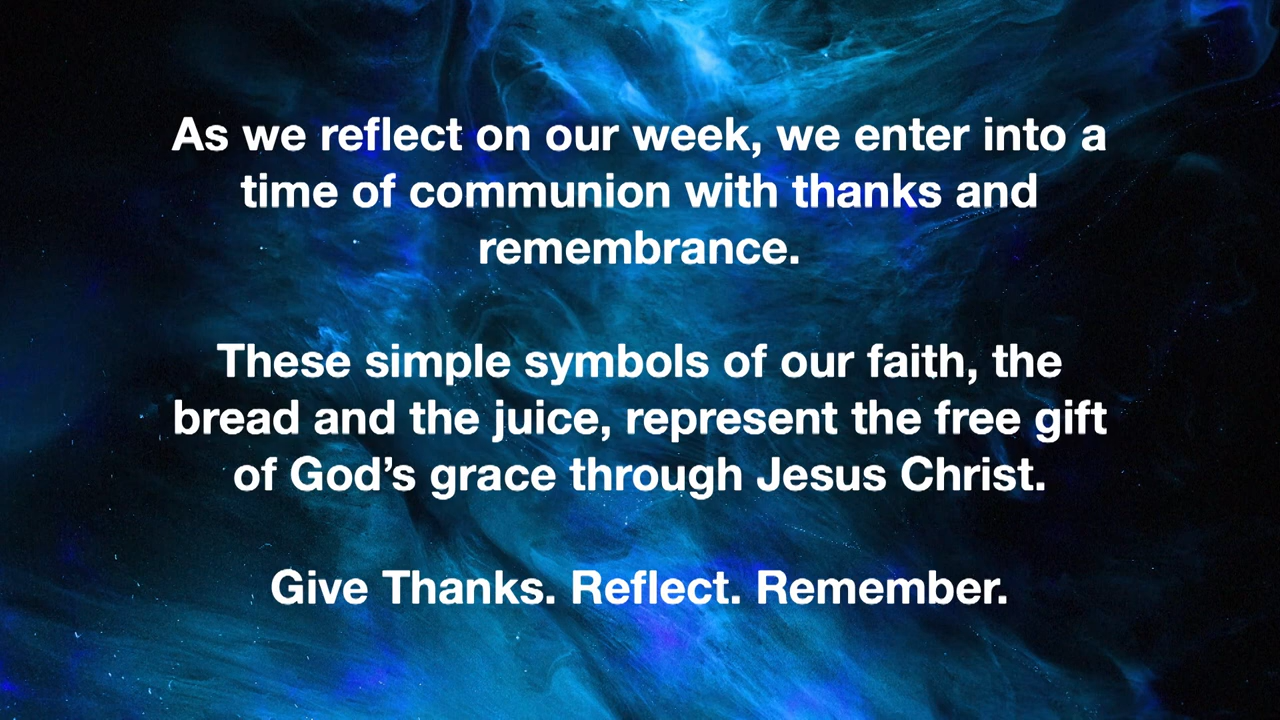 As we reflect on our week, we enter into a
time of communion with thanks and
remembrance.
These simple symbols of our faith, the
bread and the juice, represent the free gift
of God’s grace through Jesus Christ.
Give Thanks. Reflect. Remember.